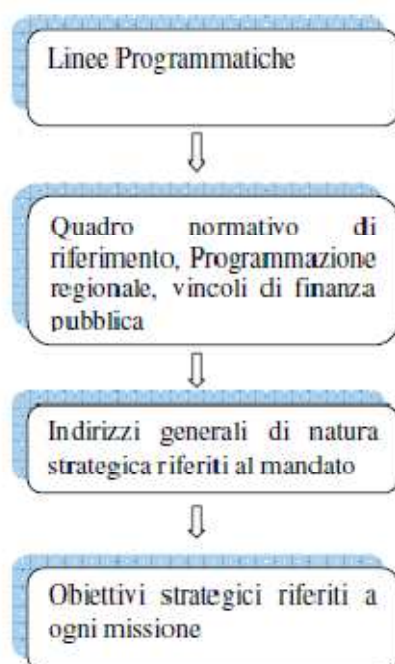 Linee Programmatiche
Quadro normativo di
riferimento, Programmazione
regionale, vincoli di finanza
pubblica
Indirizzi generali di natura
strategica riferiti al mandato
Obiettivi strategici riferiti a
ogni missione